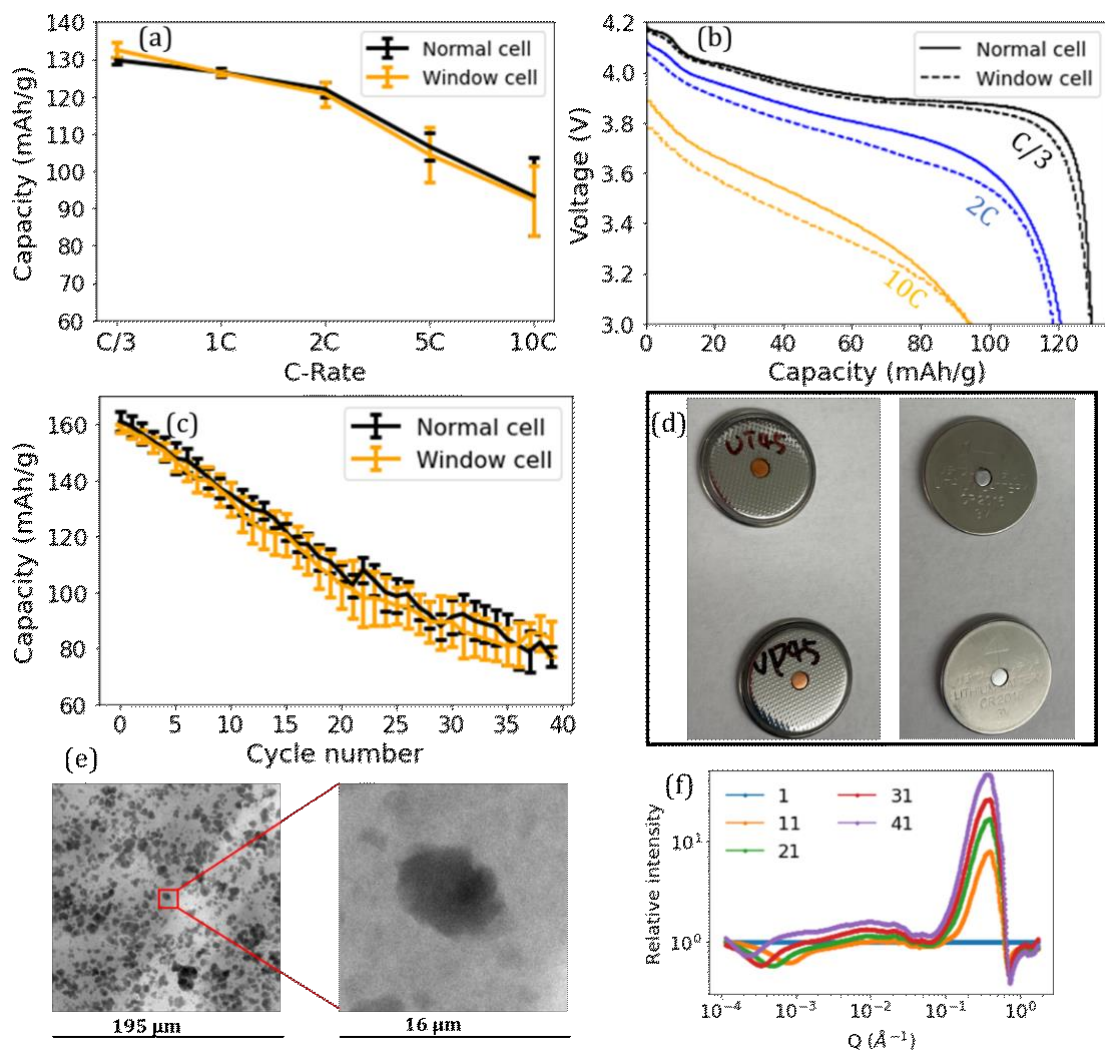 (a)
Normal cell
Window cell
140
130
120
110
100
90
80
70
60
C/3 1C 2C 5C 10C
C-Rate
Capacity (mAh/g)
(b)
Normal cell
Window cell
4.2
4.0
3.8
3.6
3.4
3.2
3.0
C/3
2C
10C
0 20 40 60 80 100 120
Capacity (mAh/g)
Voltage (V)
(c)
Normal cell
Window cell
160
140
120
100
80
60
0 5 10 15 20 25 30 35 40
Cycle number
Capacity (mAh/g)
(d)
(e)
195 µm
16 µm
(f)
1 31
11 41
21
10¹
10⁰
10⁻⁴ 10⁻³ 10⁻² 10⁻¹ 10⁰
Q (Å⁻¹)
Relative intensity